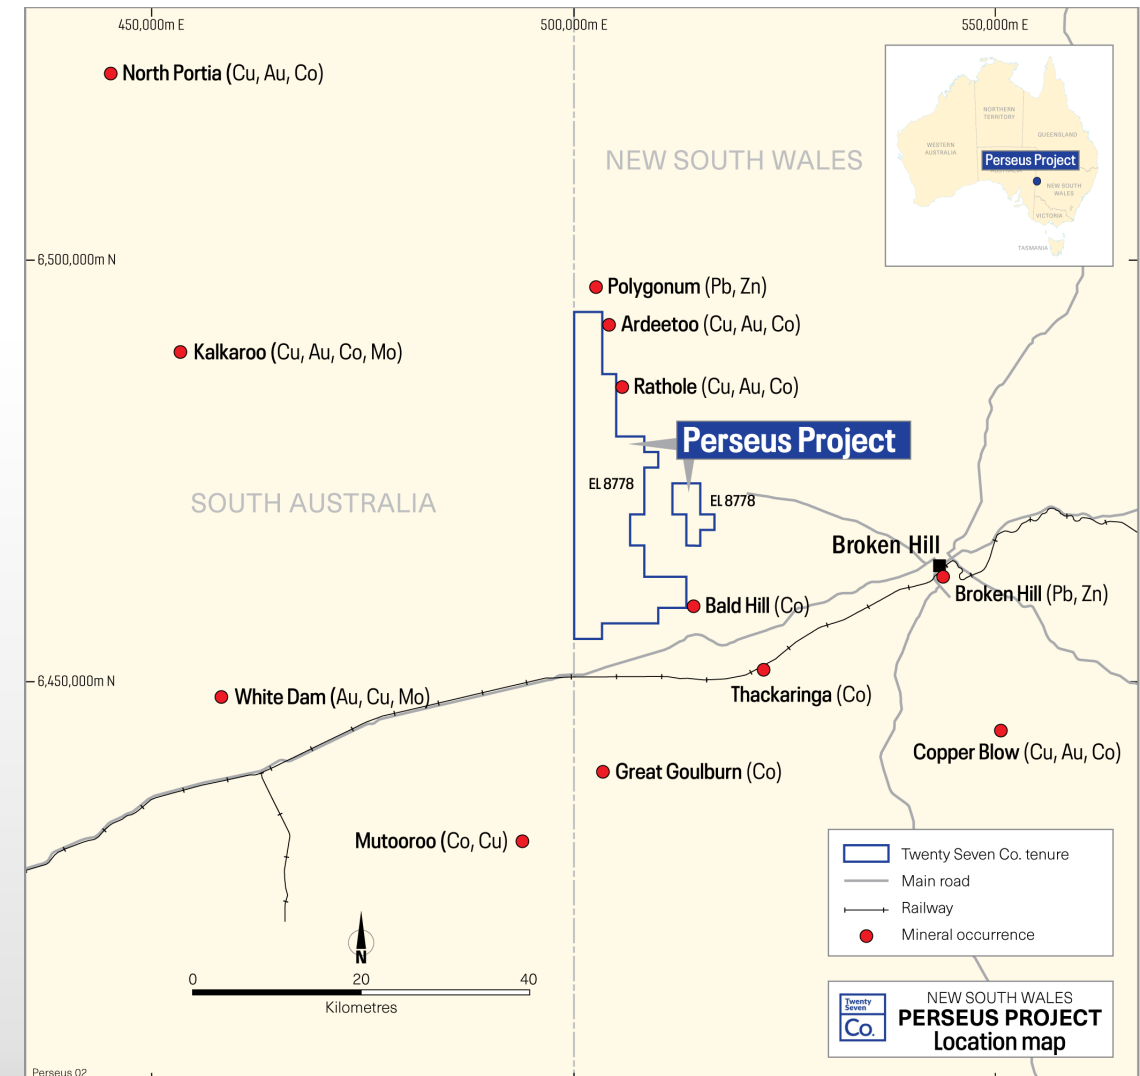 450,000m E
500,000m E
550,000m E
North Portia (Cu, Au, Co)
NEW SOUTH WALES
NORTHERN
TERRITORY
QUEENSLAND
WESTERN
AUSTRALIA
Perseus Project
NEW SOUTH
WALES
VICTORIA
TASMANIA
6,500,000m N
Polygonum (Pb, Zn)
Ardeetoo (Cu, Au, Co)
Kalkaroo (Cu, Au, Co, Mo)
Rathole (Cu, Au, Co)
Perseus Project
EL 8778
EL 8778
SOUTH AUSTRALIA
Broken Hill
Broken Hill (Pb, Zn)
Bald Hill (Co)
6,450,000m N
White Dam (Au, Cu, Mo)
Thackaringa (Co)
Copper Blow (Cu, Au, Co)
Great Goulburn (Co)
Mutooroo (Co, Cu)
Twenty Seven Co. tenure
Main road
Railway
Mineral occurrence
N
0 20 40
Kilometres
Twenty
Seven
Co.
NEW SOUTH WALES
PERSEUS PROJECT
Location map
Perseus 02